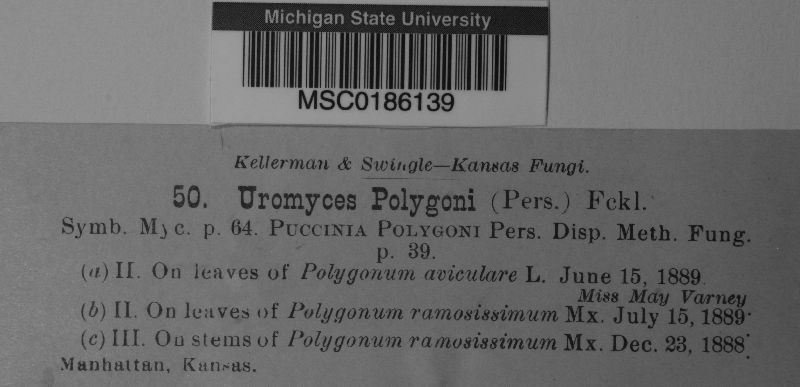 Michigan State University
MSC0186139
Kellerman & Swingle—Kansas Fungi.
50. Uromyces Polygoni (Pers.) Fckl.
Symb. Myc. p. 64. PUCCINIA POLYGONI Pers. Disp. Meth. Fung.
p. 39.
(a) II. On leaves of Polygonum aviculare L. June 15, 1889.
Miss May Varney
(b) II. On leaves of Polygonum ramosissimum Mx. July 15, 1889.
(c) III. On stems of Polygonum ramosissimum Mx. Dec. 23, 1888.
Manhattan, Kansas.